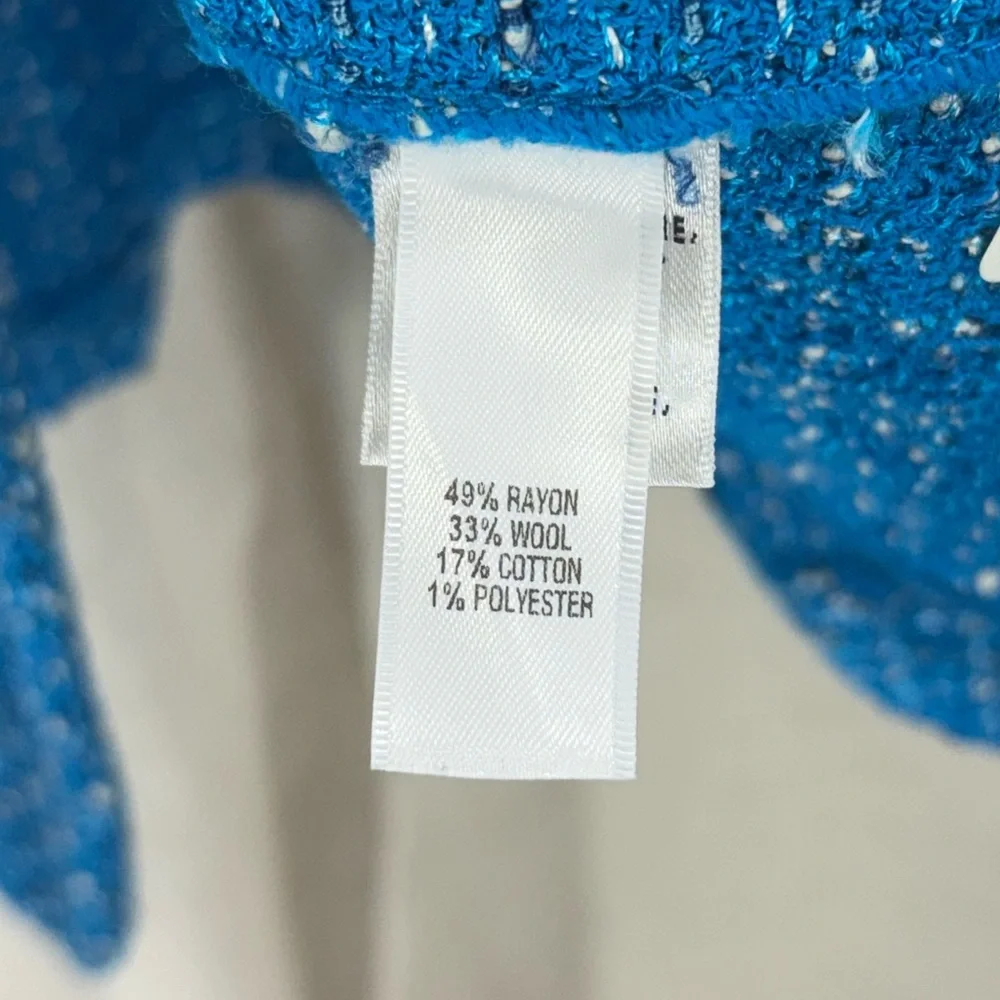 49% RAYON
33% WOOL
17% COTTON
1% POLYESTER